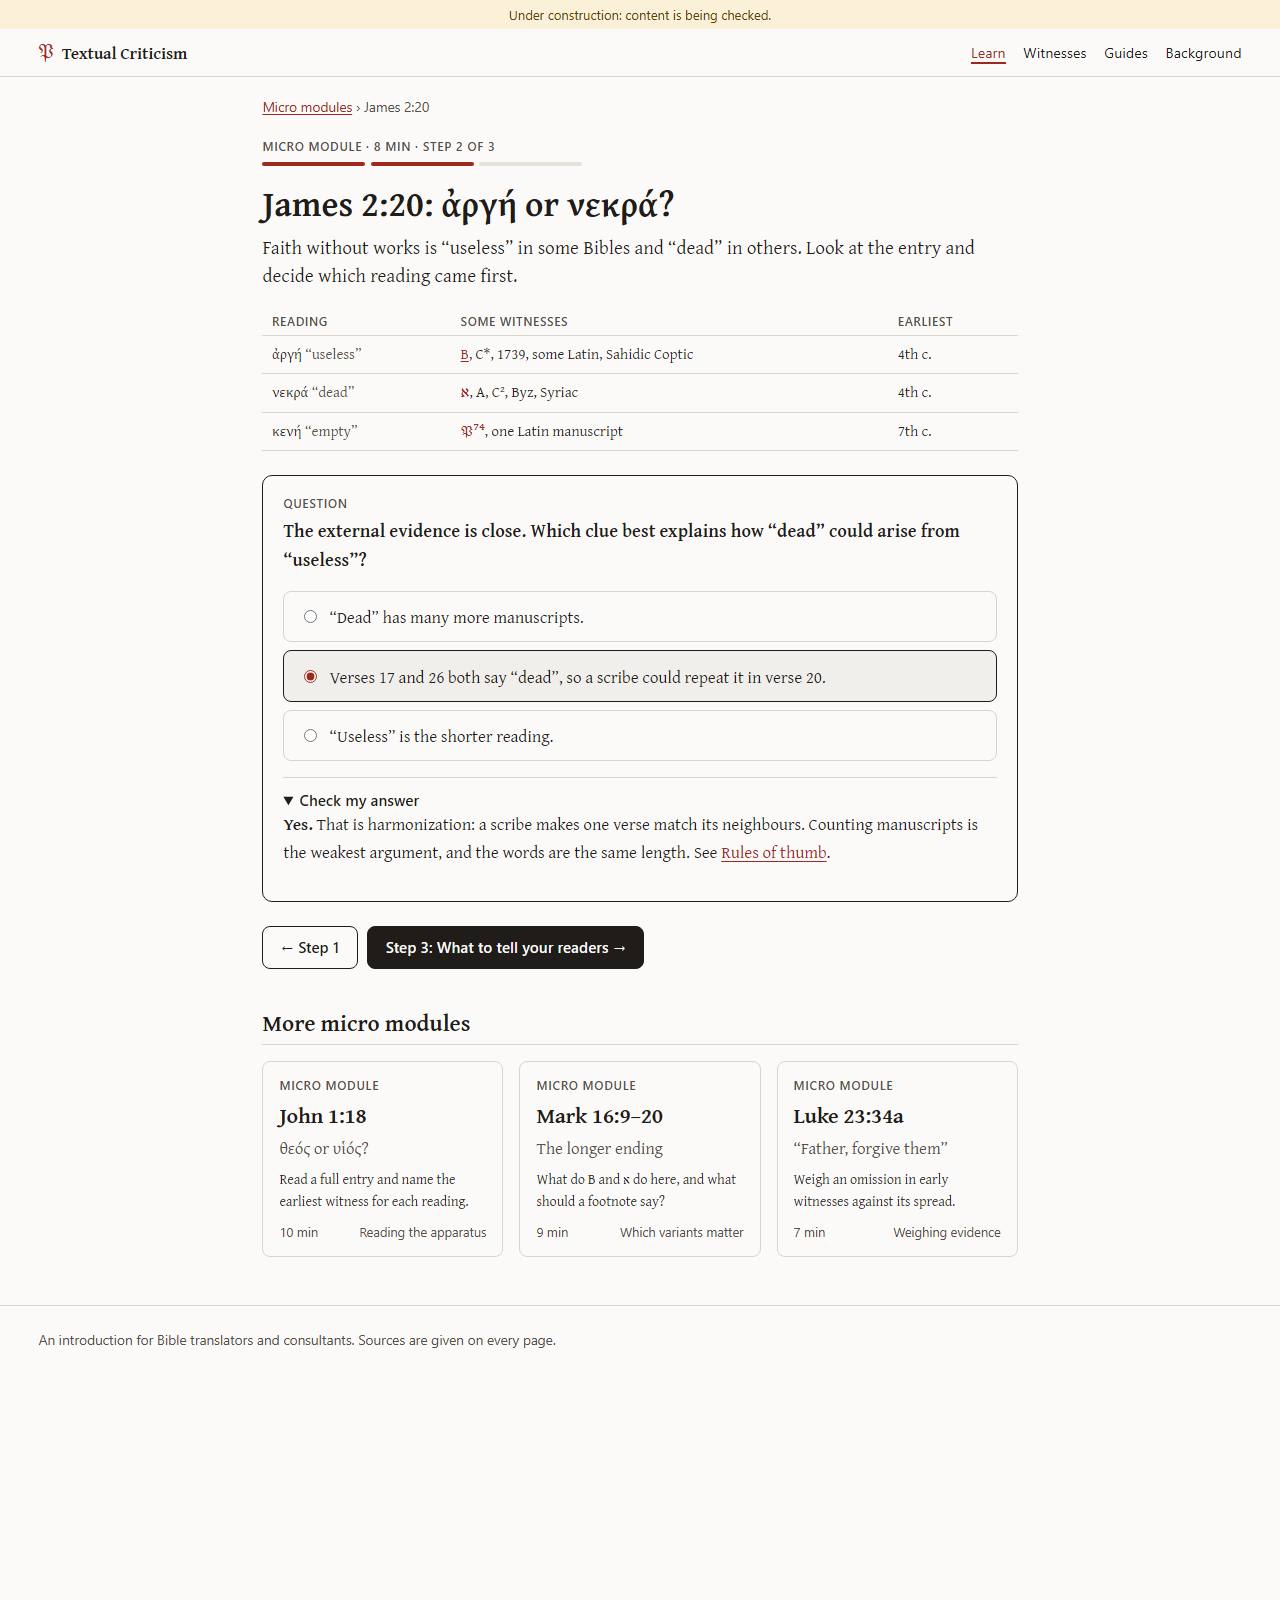 Under construction: content is being checked.
𝔓 Textual Criticism
Learn Witnesses Guides Background
Micro modules › James 2:20
MICRO MODULE · 8 MIN · STEP 2 OF 3
James 2:20: ἀργή or νεκρά?
Faith without works is “useless” in some Bibles and “dead” in others. Look at the entry and
decide which reading came first.
READING SOME WITNESSES EARLIEST
ἀργή “useless” B, C*, 1739, some Latin, Sahidic Coptic 4th c.
νεκρά “dead” ℵ, A, C², Byz, Syriac 4th c.
κενή “empty” 𝔓⁷⁴, one Latin manuscript 7th c.
QUESTION
The external evidence is close. Which clue best explains how “dead” could arise from
“useless”?
“Dead” has many more manuscripts.
Verses 17 and 26 both say “dead”, so a scribe could repeat it in verse 20.
“Useless” is the shorter reading.
▼ Check my answer
Yes. That is harmonization: a scribe makes one verse match its neighbours. Counting manuscripts is
the weakest argument, and the words are the same length. See Rules of thumb.
← Step 1
Step 3: What to tell your readers →
More micro modules
MICRO MODULE
John 1:18
θεός or υἱός?
Read a full entry and name the
earliest witness for each reading.
10 min Reading the apparatus
MICRO MODULE
Mark 16:9–20
The longer ending
What do B and ℵ do here, and what
should a footnote say?
9 min Which variants matter
MICRO MODULE
Luke 23:34a
“Father, forgive them”
Weigh an omission in early
witnesses against its spread.
7 min Weighing evidence
An introduction for Bible translators and consultants. Sources are given on every page.